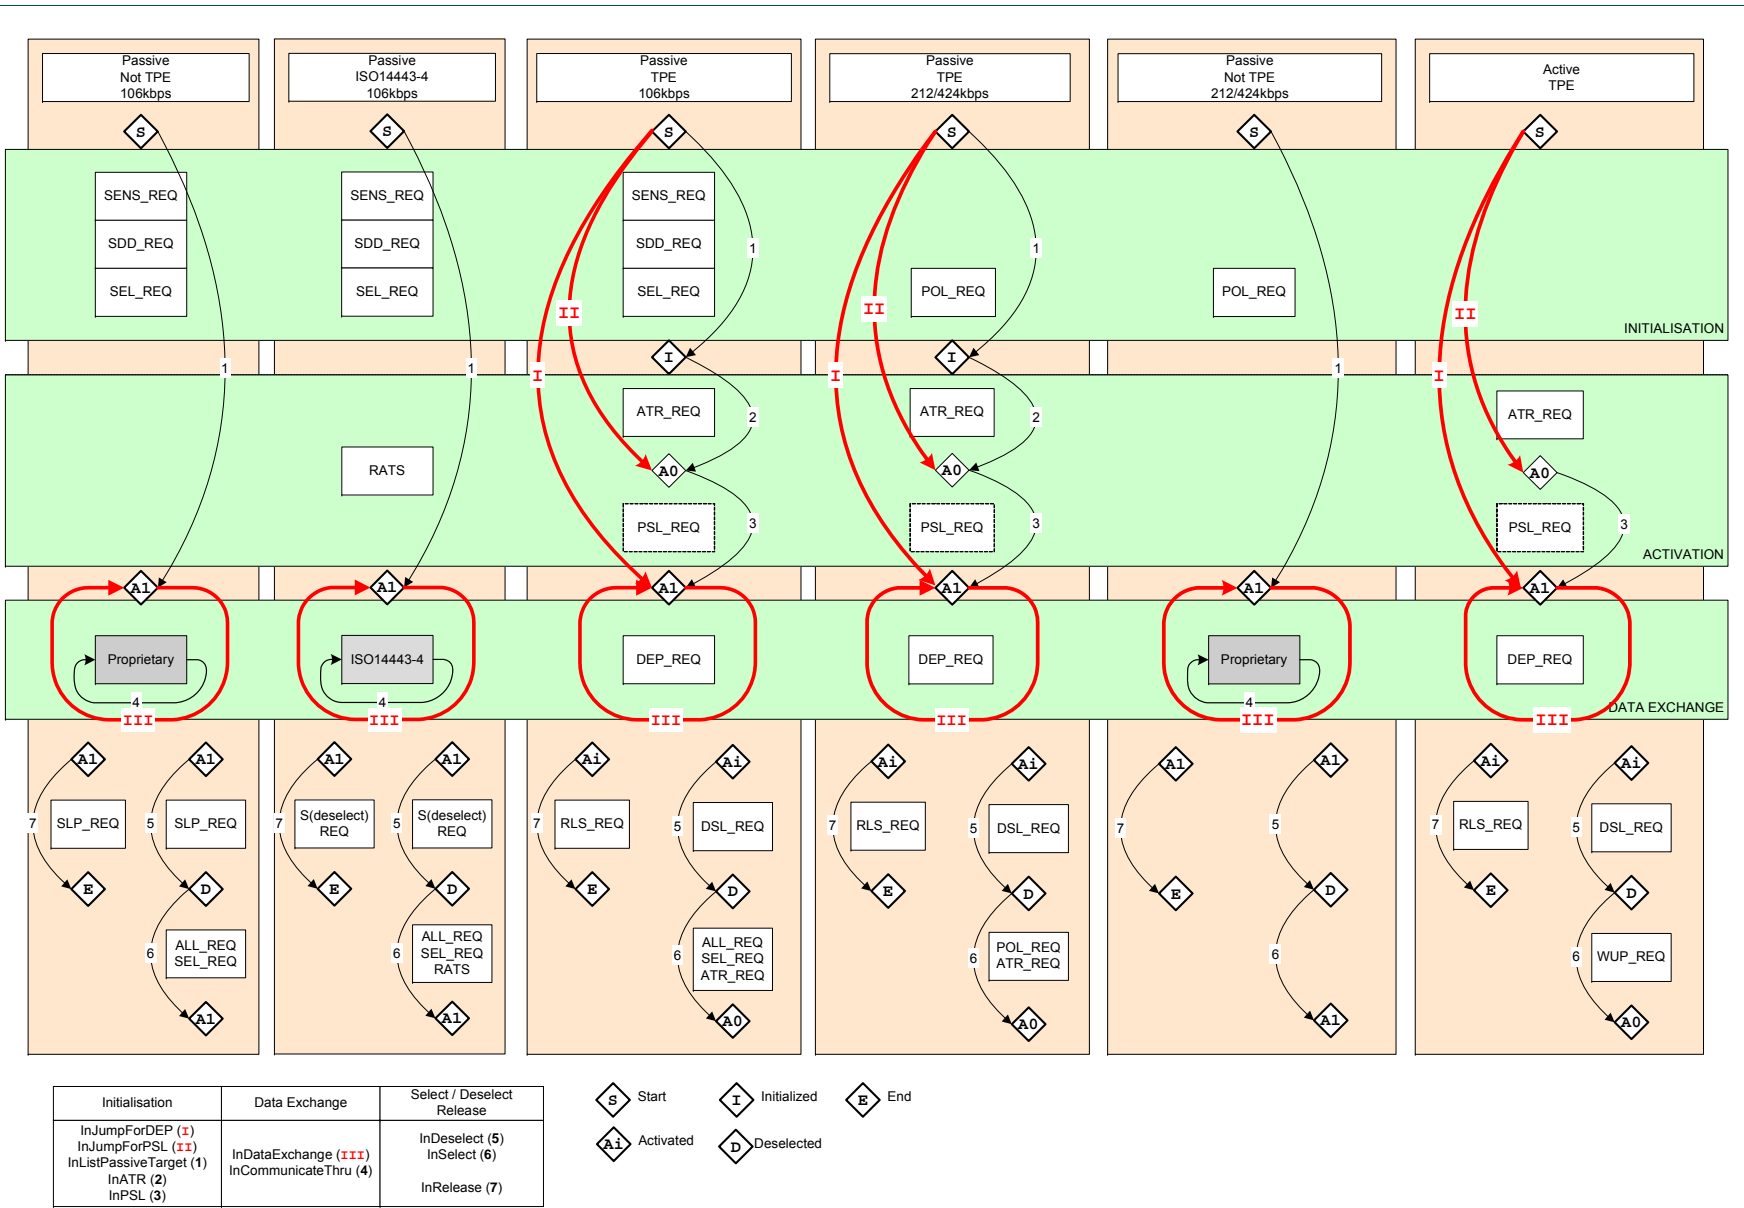 Passive
Not TPE
106kbps
Passive
ISO14443-4
106kbps
Passive
TPE
106kbps
Passive
TPE
212/424kbps
Passive
Not TPE
212/424kbps
Active
TPE
S
S
S
S
S
S
SENS_REQ
SENS_REQ
SENS_REQ
SDD_REQ
SDD_REQ
SDD_REQ
1
1
SEL_REQ
SEL_REQ
SEL_REQ
POL_REQ
POL_REQ
II
II
II
INITIALISATION
I
I
1
1
I
I
1
I
ATR_REQ
ATR_REQ
ATR_REQ
2
2
RATS
A0
A0
A0
PSL_REQ
3
PSL_REQ
3
PSL_REQ
3
ACTIVATION
A1
A1
A1
A1
A1
A1
Proprietary
ISO14443-4
DEP_REQ
DEP_REQ
Proprietary
DEP_REQ
4
4
4
III
III
III
III
III
III
DATA EXCHANGE
A1
A1
A1
A1
Ai
Ai
Ai
Ai
A1
A1
Ai
Ai
7
SLP_REQ
5
SLP_REQ
7
S(deselect)
REQ
5
S(deselect)
REQ
7
RLS_REQ
5
DSL_REQ
7
RLS_REQ
5
DSL_REQ
7
5
7
RLS_REQ
5
DSL_REQ
E
D
E
D
E
D
E
D
E
D
E
D
6
ALL_REQ
SEL_REQ
6
ALL_REQ
SEL_REQ
RATS
6
ALL_REQ
SEL_REQ
ATR_REQ
6
POL_REQ
ATR_REQ
6
6
WUP_REQ
A1
A1
A0
A0
A1
A0
Initialisation
Data Exchange
Select / Deselect
Release
InJumpForDEP (I)
InJumpForPSL (II)
InListPassiveTarget (1)
InATR (2)
InPSL (3)
InDataExchange (III)
InCommunicateThru (4)
InDeselect (5)
InSelect (6)
InRelease (7)
S Start
I Initialized
E End
Ai Activated
D Deselected